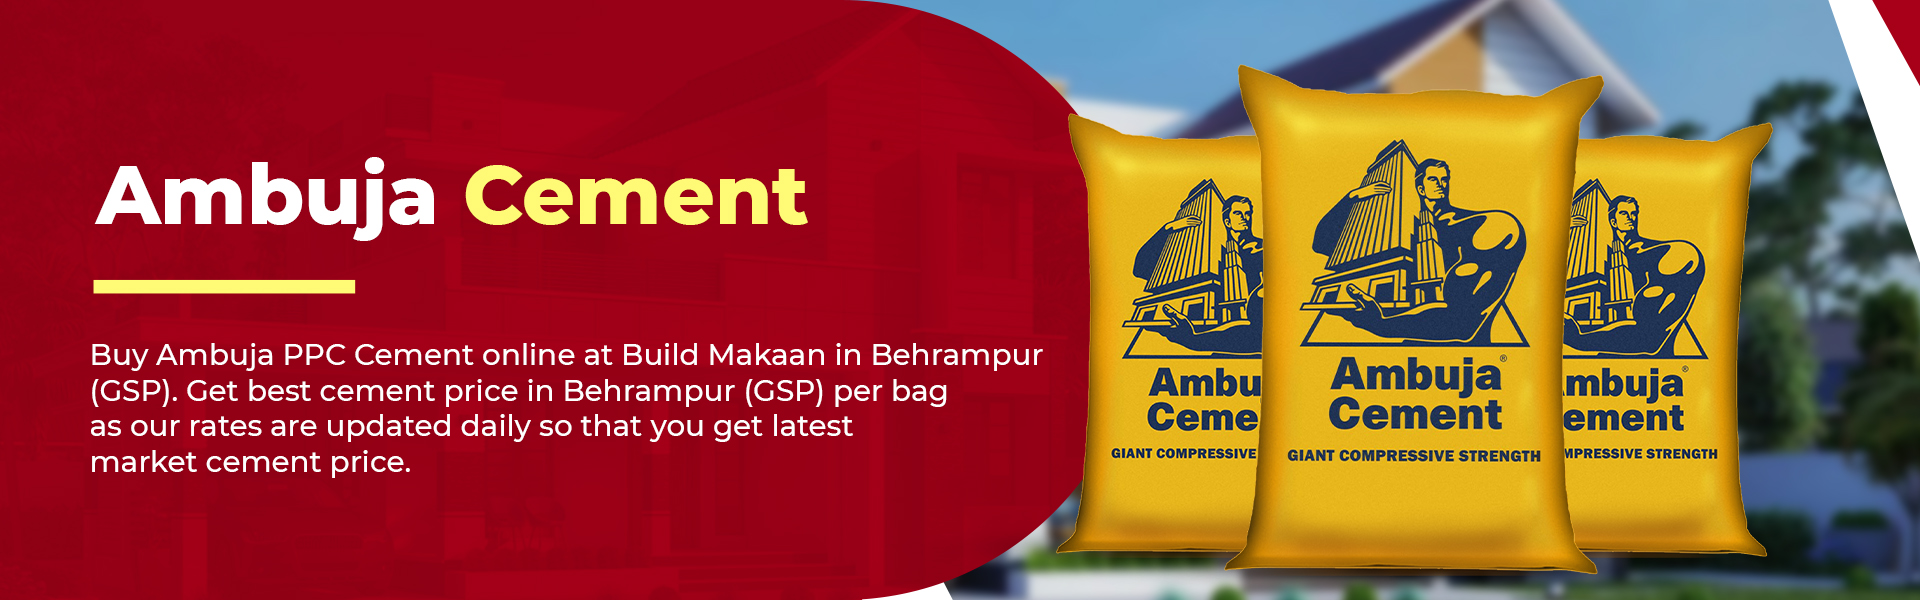 Ambuja Cement
Buy Ambuja PPC Cement online at Build Makaan in Behrampur
(GSP). Get best cement price in Behrampur (GSP) per bag
as our rates are updated daily so that you get latest
market cement price.
Ambu
Ceme
GIANT COMPRESSIVE
Ambuja®
Cement
GIANT COMPRESSIVE STRENGTH
mbuja®
ement
MPRESSIVE STRENGTH